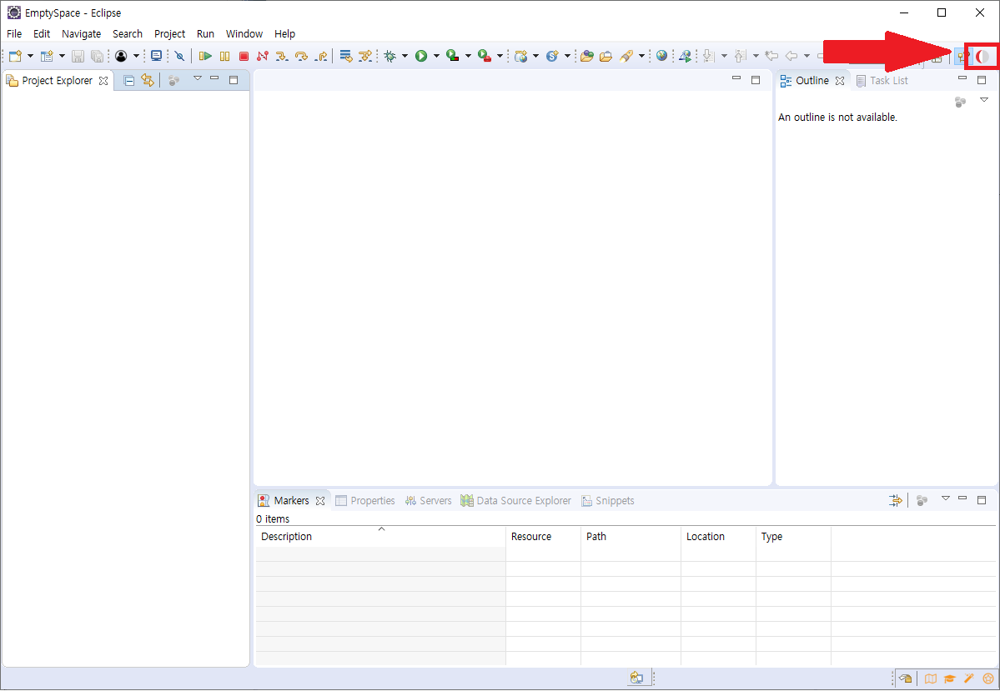 EmptySpace - Eclipse
File Edit Navigate Search Project Run Window Help
Project Explorer
Outline Task List
An outline is not available.
Markers Properties Servers Data Source Explorer Snippets
0 items
Description Resource Path Location Type